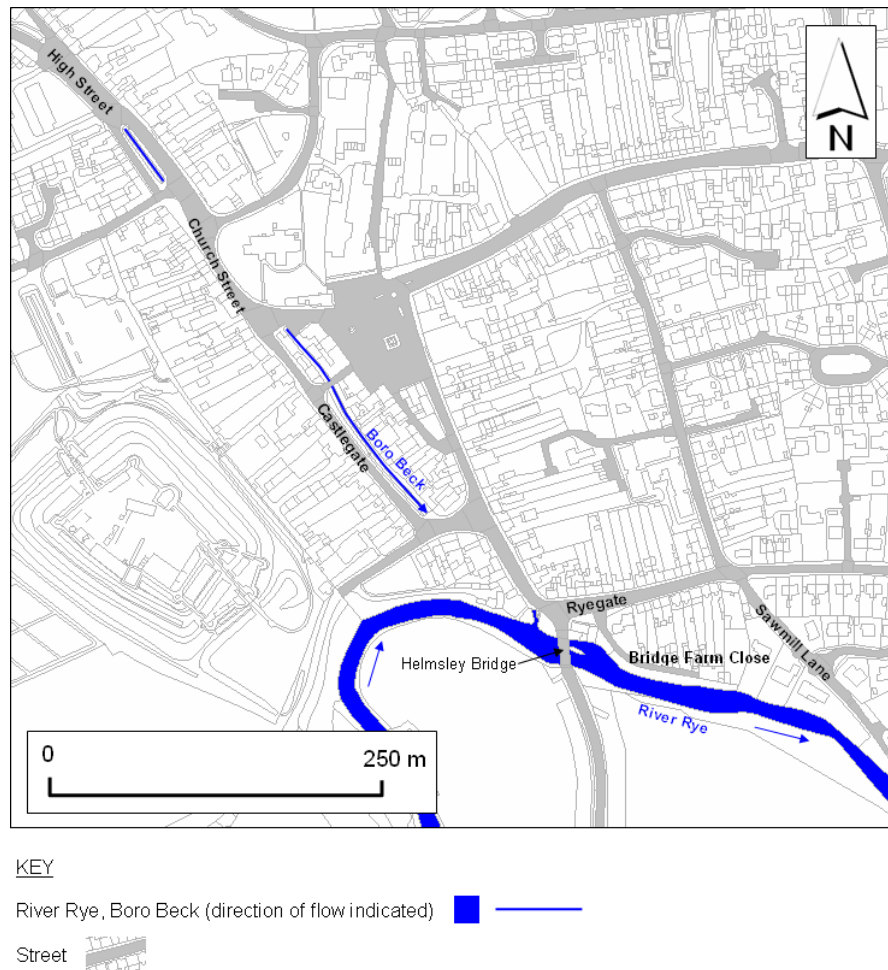 High Street
N
Church Street
Castlegate
Boro Beck
Ryegate
Sawmill Lane
Helmsley Bridge
Bridge Farm Close
River Rye
0 250 m
KEY
River Rye, Boro Beck (direction of flow indicated)
Street